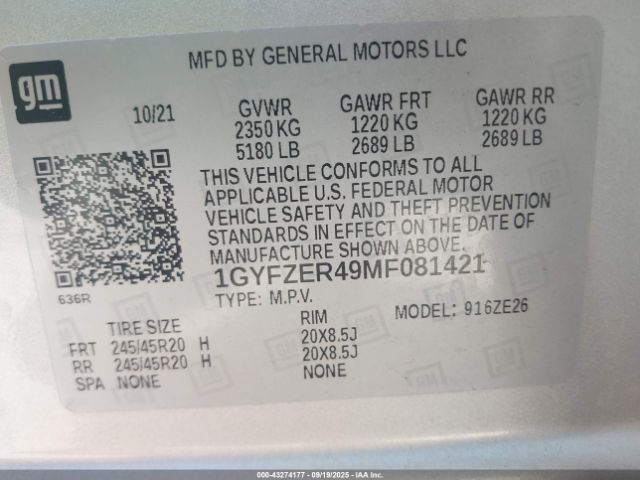 gm
MFD BY GENERAL MOTORS LLC
10/21 GVWR GAWR FRT GAWR RR
2350 KG 1220 KG 1220 KG
5180 LB 2689 LB 2689 LB
THIS VEHICLE CONFORMS TO ALL
APPLICABLE U.S. FEDERAL MOTOR
VEHICLE SAFETY AND THEFT PREVENTION
STANDARDS IN EFFECT ON THE DATE OF
MANUFACTURE SHOWN ABOVE.
1GYFZER49MF081421
636R
TYPE: M.P.V.
MODEL: 916ZE26
TIRE SIZE RIM
FRT 245/45R20 H 20X8.5J
RR 245/45R20 H 20X8.5J
SPA NONE NONE
000-43274177 - 09/19/2025 - IAAI.com